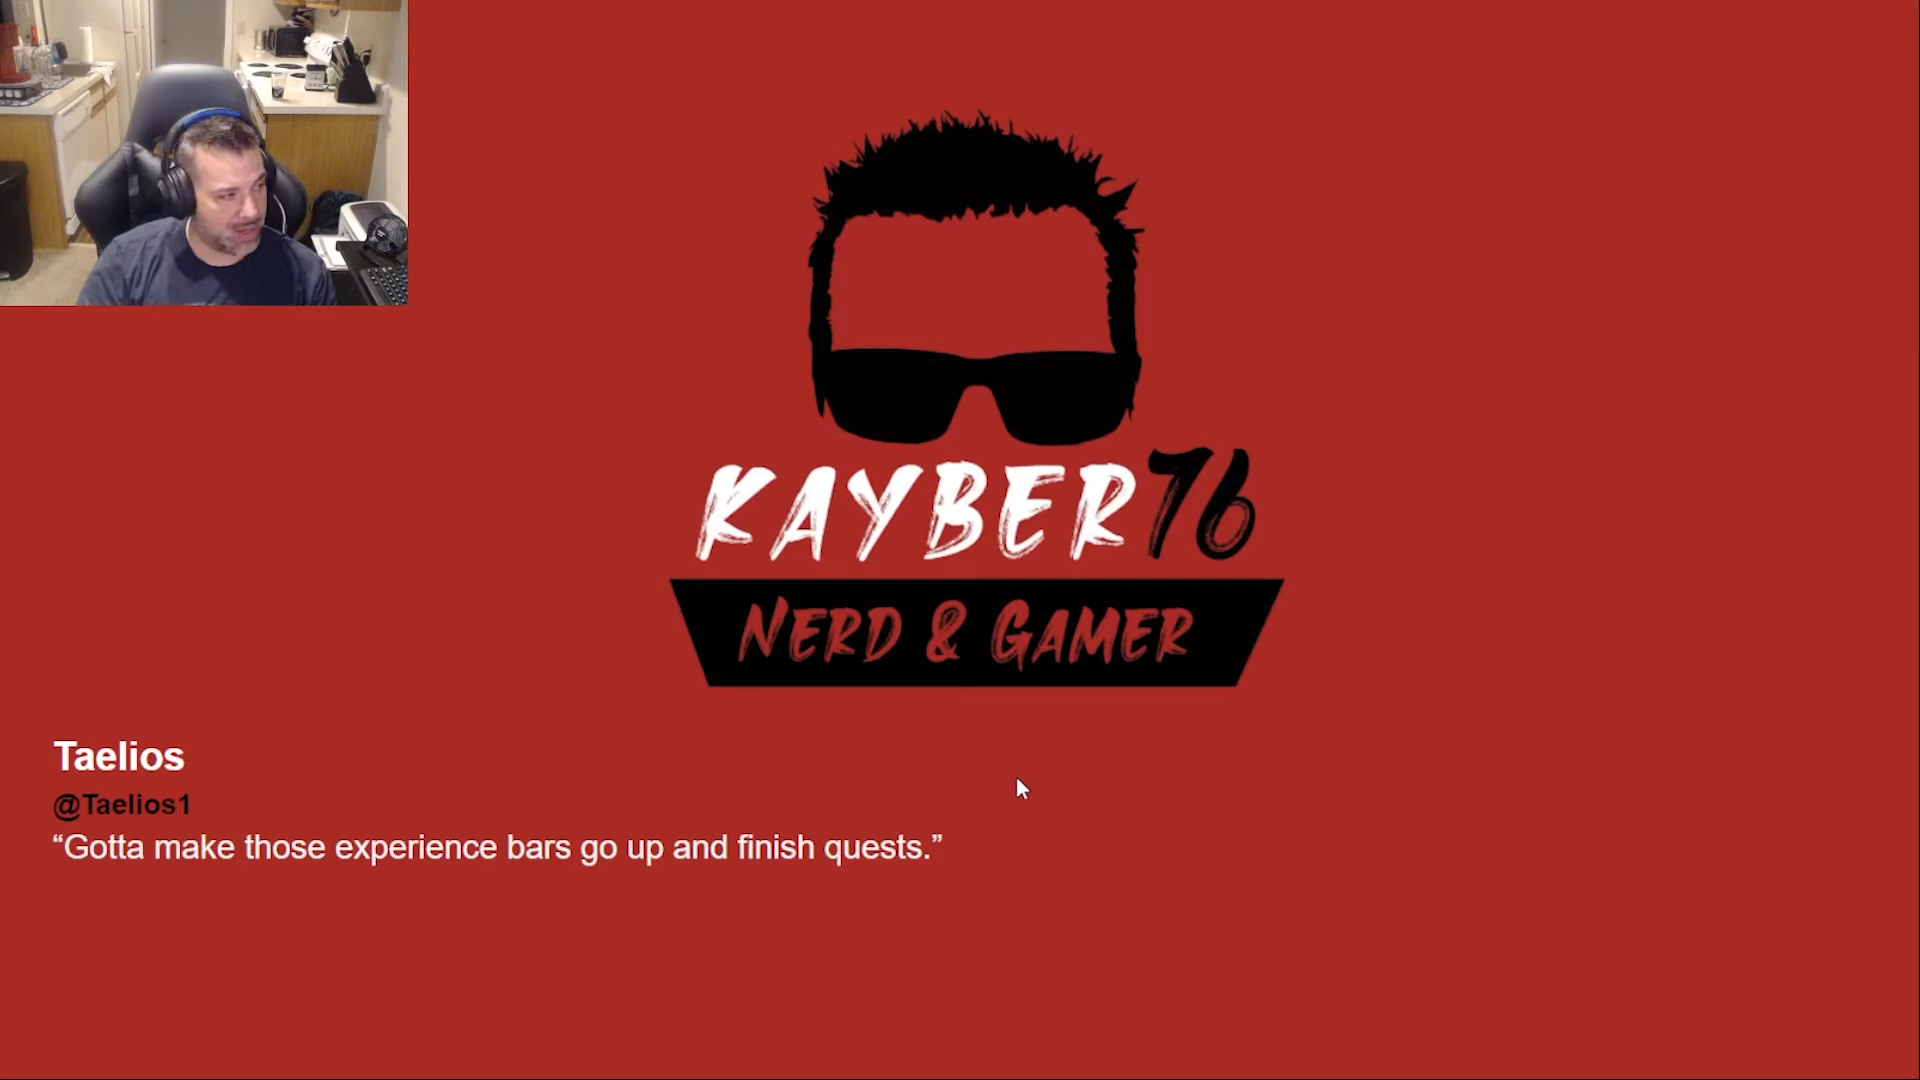 KAYBER76
NERD & GAMER
Taelios
@Taelios1
“Gotta make those experience bars go up and finish quests.”